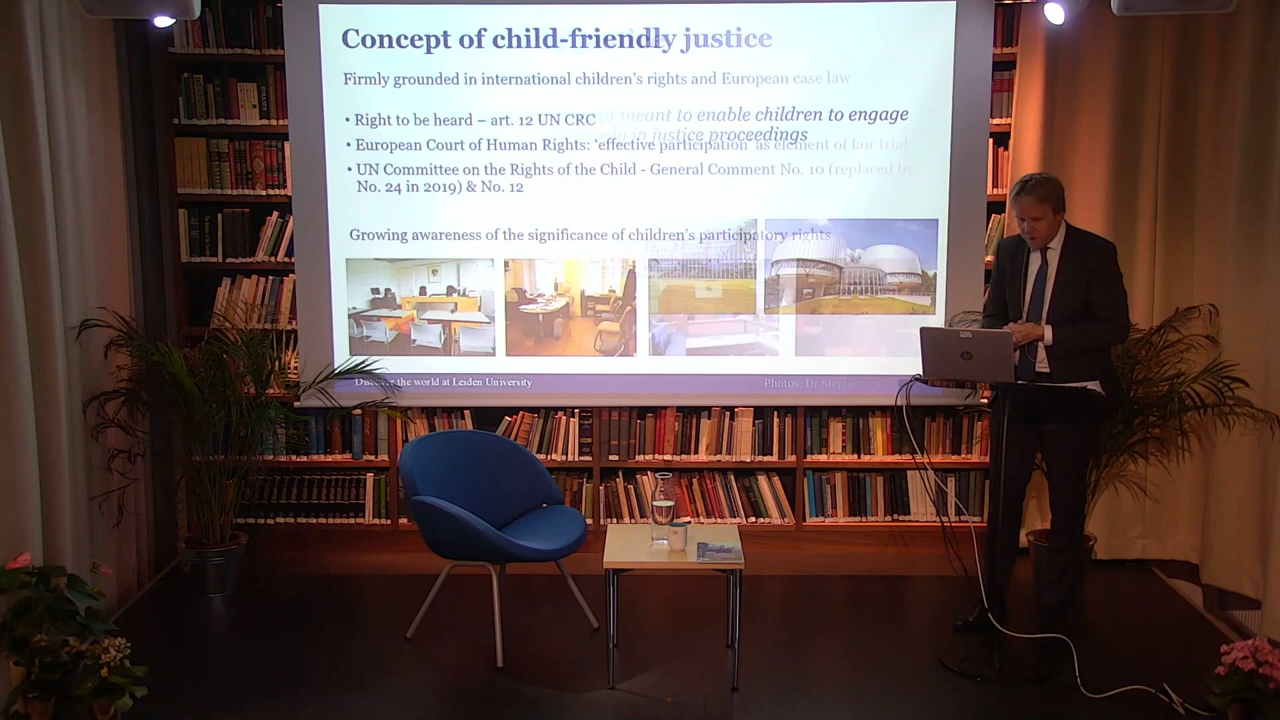 Concept of child-friendly justice
Firmly grounded in international children's rights and European case law
• Right to be heard – art. 12 UN CRC
meant to enable children to engage
in justice proceedings
• European Court of Human Rights: 'effective participation' as element of fair trial
• UN Committee on the Rights of the Child - General Comment No. 10 (replaced by
No. 24 in 2019) & No. 12
Growing awareness of the significance of children's participatory rights
Discover the world at Leiden University
Photos: Dr Stephanie
hp